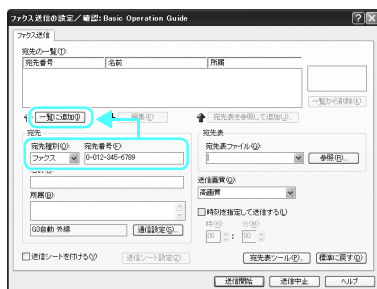 ファクス送信の設定／確認: Basic Operation Guide
ファクス送信
宛先の一覧(T):
宛先番号 名前 所属
一覧から削除(E)
一覧に追加(I) 編集(F) 宛先表を参照して追加(J)...
宛先
宛先種別(U): 宛先番号(F):
ファクス 0-012-345-6789
所属(B):
G3自動 外線 通信設定(S)...
宛先表
宛先表ファイル(A):
参照(R)...
送信画質(Q):
高画質
時刻を指定して送信する(L)
時(H): 分(M):
00 : 00
送信シートを付ける(Y) 送信シート設定(Z)...
宛先表ツール(P)... 標準に戻す(D)
送信開始 送信中止 ヘルプ